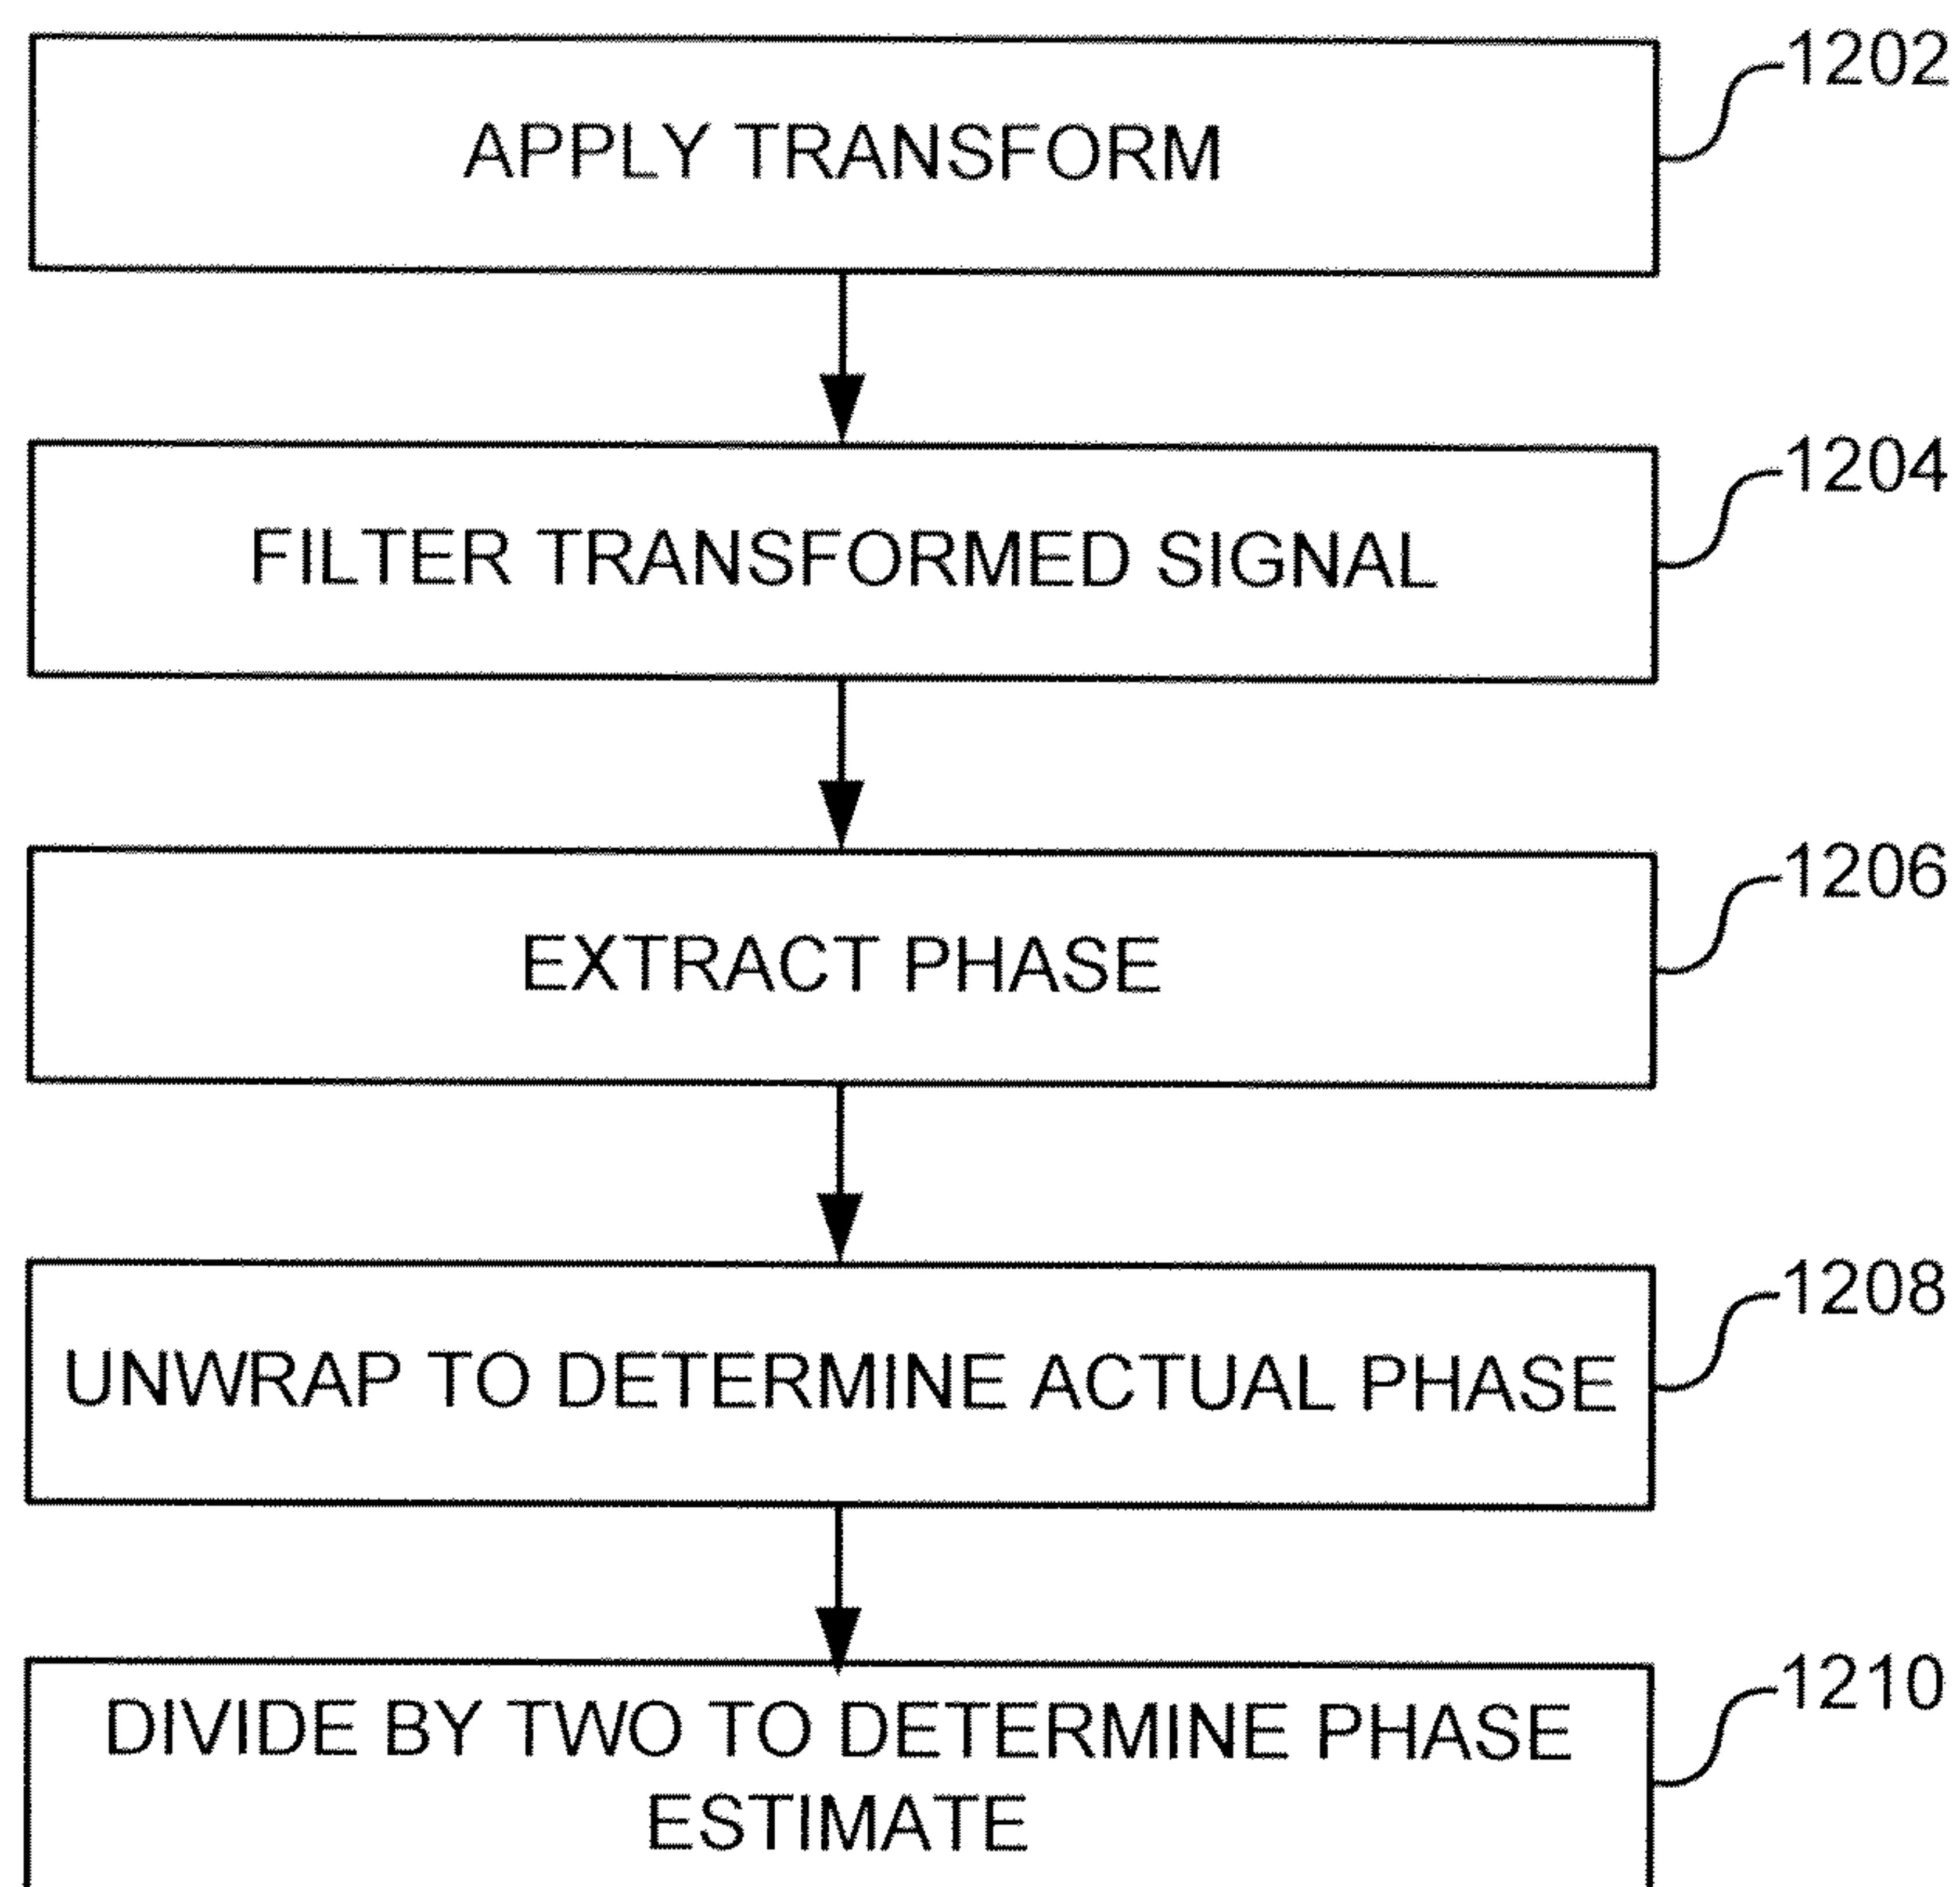 1202
APPLY TRANSFORM
1204
FILTER TRANSFORMED SIGNAL
1206
EXTRACT PHASE
1208
UNWRAP TO DETERMINE ACTUAL PHASE
1210
DIVIDE BY TWO TO DETERMINE PHASE
ESTIMATE